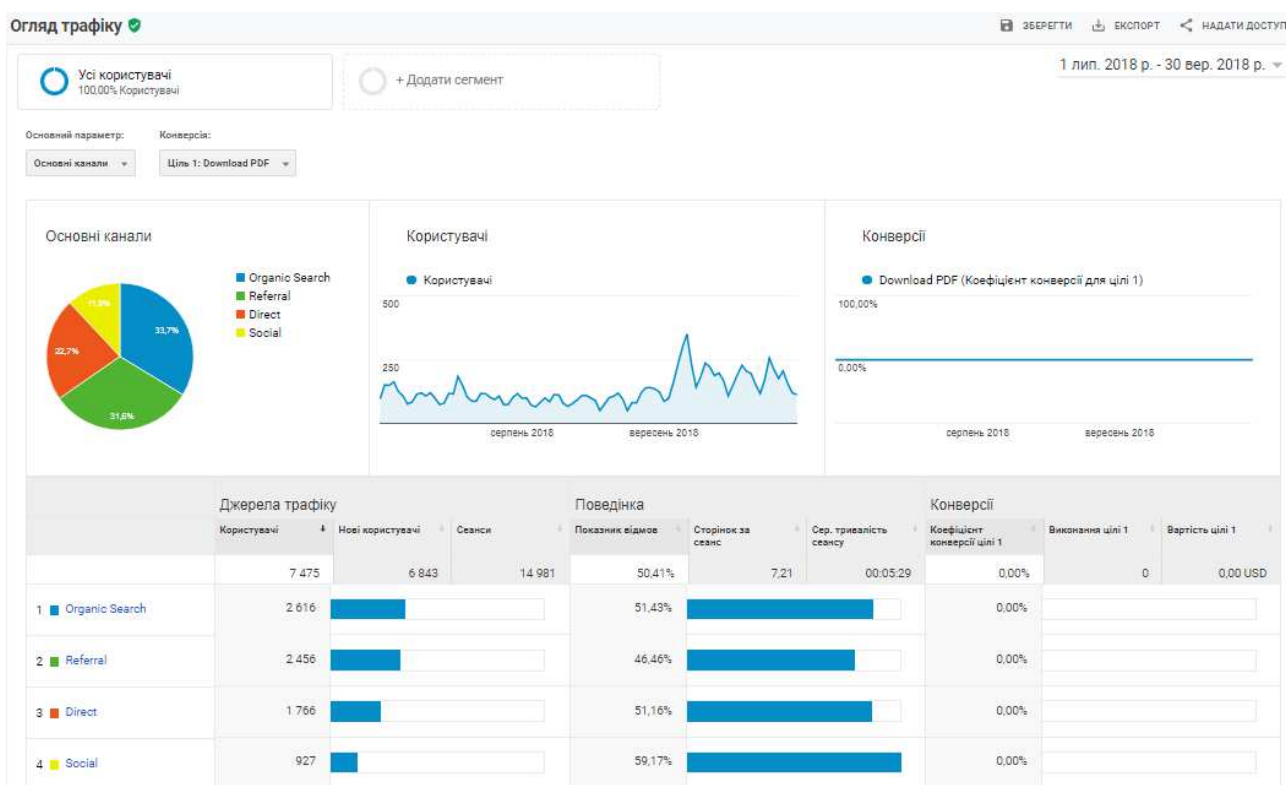 Огляд трафіку
ЗБЕРЕГТИ ЕКСПОРТ НАДАТИ ДОСТУП
Усі користувачі
100,00% Користувачі
+ Додати сегмент
1 лип. 2018 р. - 30 вер. 2018 р.
Основний параметр: Конверсія:
Основні канали Ціль 1: Download PDF
Основні канали
33,7%
31,6%
22,7%
11,9%
Organic Search
Referral
Direct
Social
Користувачі
Користувачі
500
250
серпень 2018 вересень 2018
Конверсії
Download PDF (Коефіцієнт конверсії для цілі 1)
100,00%
0,00%
серпень 2018 вересень 2018
Джерела трафіку Поведінка Конверсії
Користувачі Нові користувачі Сеанси Показник відмов Сторінок за сеанс Сер. тривалість сеансу Коефіцієнт конверсії цілі 1 Виконання цілі 1 Вартість цілі 1
7 475 6 843 14 981 50,41% 7,21 00:05:29 0,00% 0 0,00 USD
1 Organic Search 2 616 51,43% 0,00%
2 Referral 2 456 46,46% 0,00%
3 Direct 1 766 51,16% 0,00%
4 Social 927 59,17% 0,00%